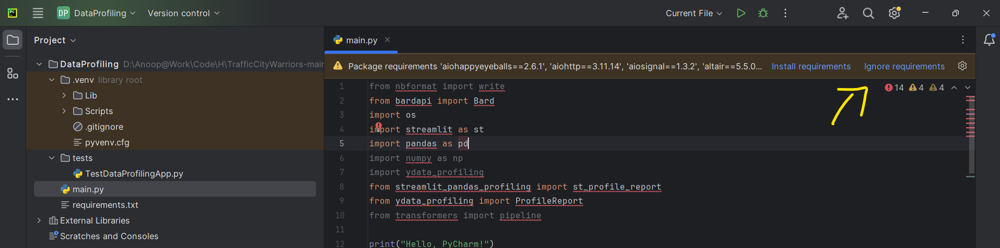 DP DataProfiling Version control Current File
Project
main.py
DataProfiling D:\Anoop@Work\Code\H\TrafficCityWarriors-mair
Package requirements 'aiohappyeyeballs==2.6.1', 'aiohttp==3.11.14', 'aiosignal==1.3.2', 'altair==5.5.0... Install requirements Ignore requirements
.venv library root
Lib
Scripts
.gitignore
pyvenv.cfg
tests
TestDataProfilingApp.py
main.py
requirements.txt
External Libraries
Scratches and Consoles
14 4 4
1 from nbformat import write
2 from bardapi import Bard
3 import os
4 import streamlit as st
5 import pandas as pd
6 import numpy as np
7 import ydata_profiling
8 from streamlit_pandas_profiling import st_profile_report
9 from ydata_profiling import ProfileReport
10 from transformers import pipeline
11
12 print("Hello, PyCharm!")